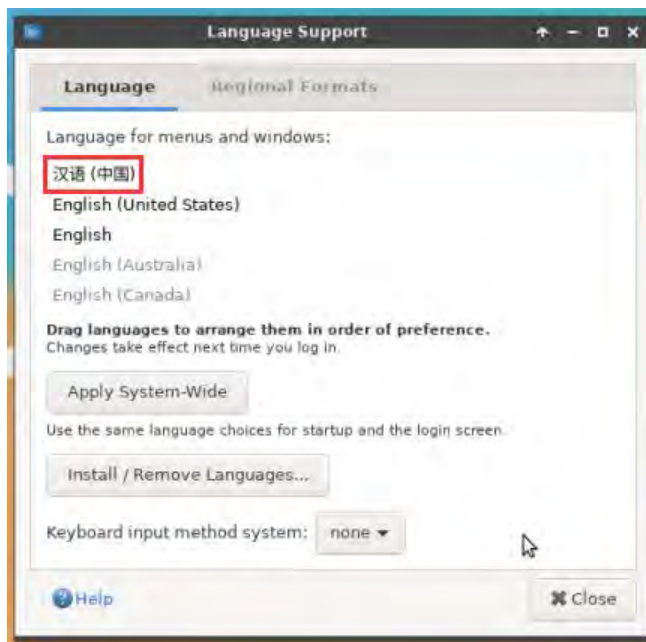 Language Support
Language
Regional Formats
Language for menus and windows:
汉语 (中国)
English (United States)
English
English (Australia)
English (Canada)
Drag languages to arrange them in order of preference.
Changes take effect next time you log in.
Apply System-Wide
Use the same language choices for startup and the login screen.
Install / Remove Languages...
Keyboard input method system:
none
Help
Close